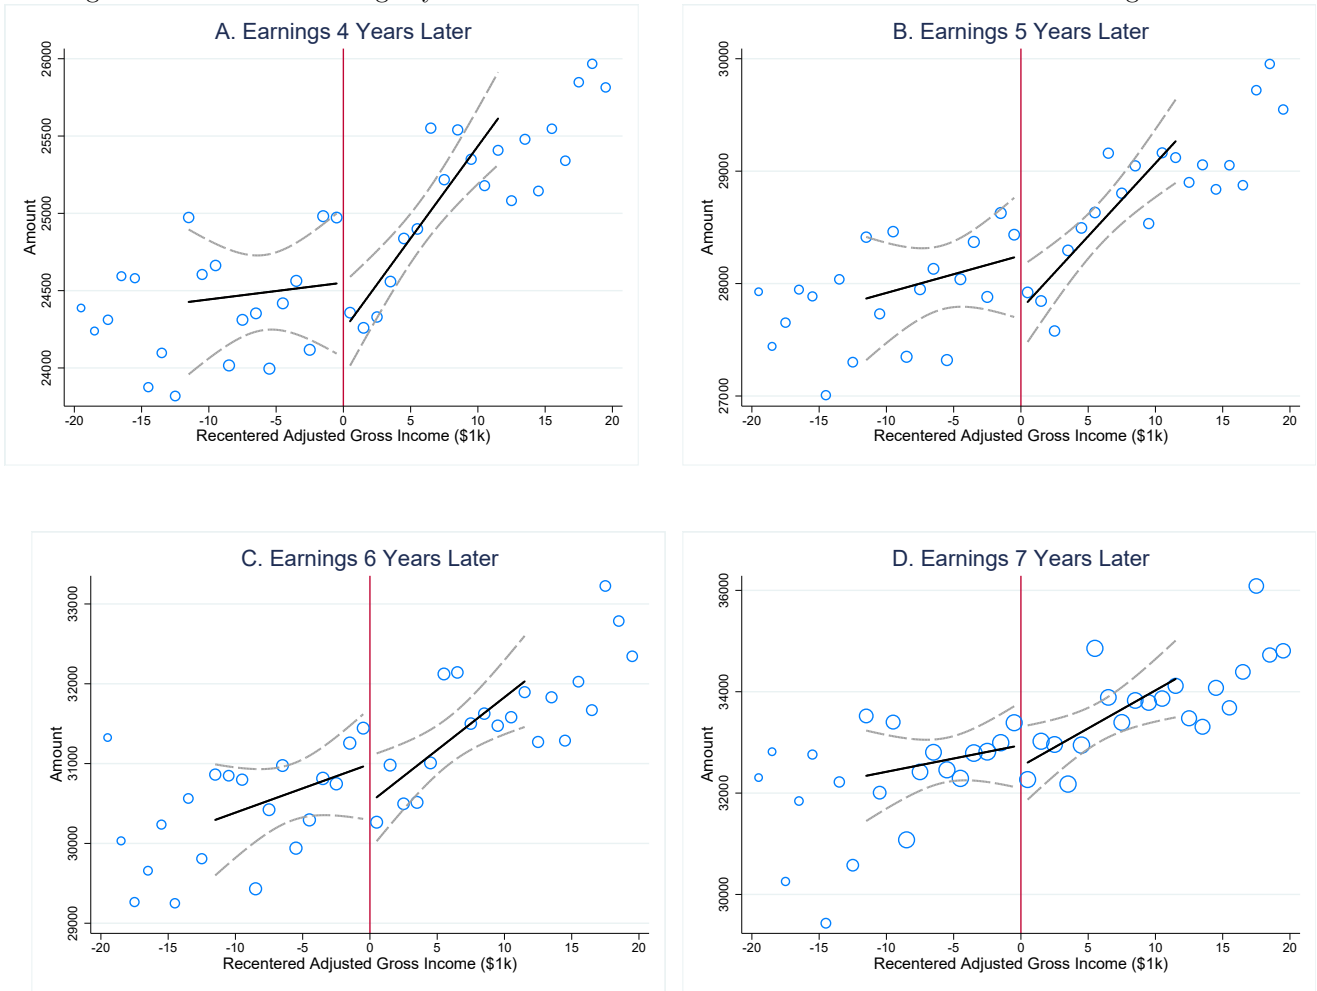 A. Earnings 4 Years Later
Amount
26000
25500
25000
24500
24000
-20 -15 -10 -5 0 5 10 15 20
Recentered Adjusted Gross Income ($1k)
B. Earnings 5 Years Later
Amount
30000
29000
28000
27000
-20 -15 -10 -5 0 5 10 15 20
Recentered Adjusted Gross Income ($1k)
C. Earnings 6 Years Later
Amount
33000
32000
31000
30000
29000
-20 -15 -10 -5 0 5 10 15 20
Recentered Adjusted Gross Income ($1k)
D. Earnings 7 Years Later
Amount
36000
34000
32000
30000
-20 -15 -10 -5 0 5 10 15 20
Recentered Adjusted Gross Income ($1k)